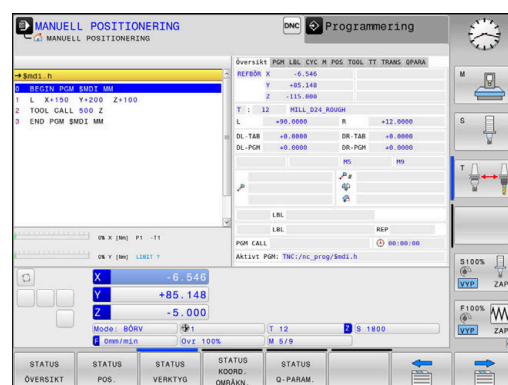 MANUELL POSITIONERING
MANUELL POSITIONERING
DNC
Programmering
→$mdi.h
0 BEGIN PGM $MDI MM
1 L X+150 Y+200 Z+100
2 TOOL CALL 500 Z
3 END PGM $MDI MM
Översikt PGM LBL CYC M POS TOOL TT TRANS QPARA
REFBÖR X -6.546
Y +85.148
Z -115.000
T : 12 MILL_D24_ROUGH
L +90.0000 R +12.0000
DL-TAB +0.0000 DR-TAB +0.0000
DL-PGM +0.0000 DR-PGM +0.0000
M5 M9
LBL
LBL REP
PGM CALL 00:00:00
Aktivt PGM: TNC:/nc_prog/$mdi.h
0% X [Nm] P1 -T1
0% Y [Nm] LIMIT ?
X -6.546
Y +85.148
Z -5.000
Mode: BÖRV 1 T 12 Z S 1800
F 0mm/min Ovr 100% M 5/9
M
S
T
S100%
VYP ZAP
F100%
VYP ZAP
STATUS ÖVERSIKT
STATUS POS.
STATUS VERKTYG
STATUS KOORD. OMRÄKN.
STATUS Q-PARAM.